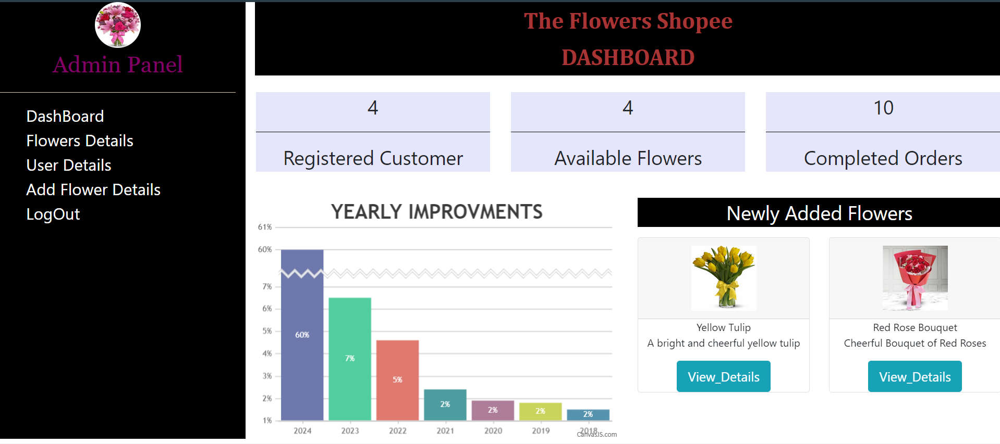 Admin Panel
DashBoard
Flowers Details
User Details
Add Flower Details
LogOut
The Flowers Shopee
DASHBOARD
4
Registered Customer
4
Available Flowers
10
Completed Orders
YEARLY IMPROVMENTS
61%
60%
7%
6%
5%
4%
3%
2%
1%
60%
7%
5%
2%
2%
2%
2%
2024
2023
2022
2021
2020
2019
2018
CanvasJS.com
Newly Added Flowers
Yellow Tulip
A bright and cheerful yellow tulip
View_Details
Red Rose Bouquet
Cheerful Bouquet of Red Roses
View_Details